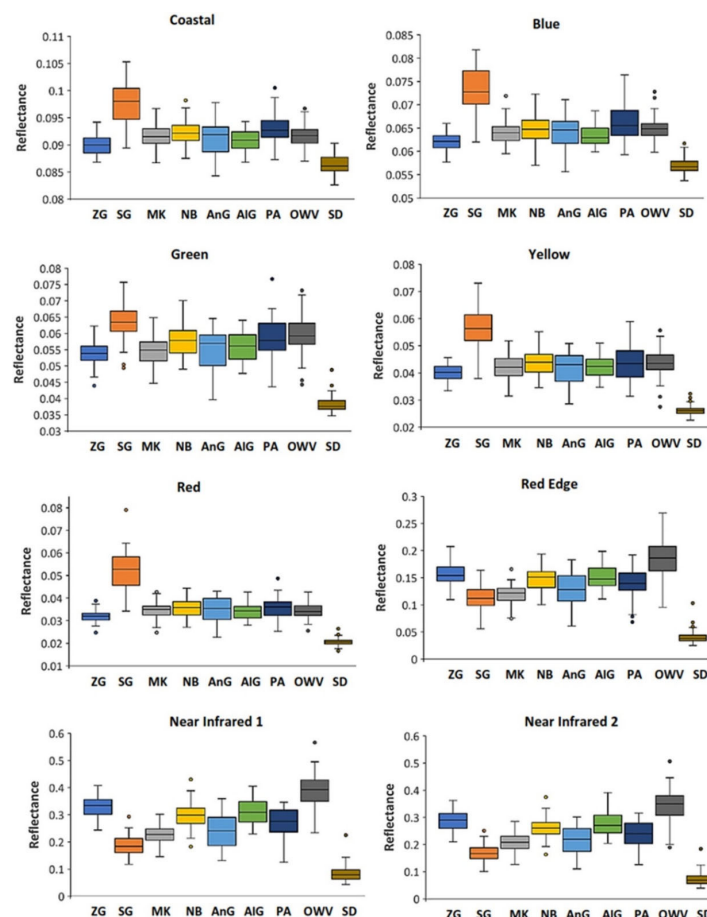 Coastal
Reflectance
0.11
0.105
0.1
0.095
0.09
0.085
0.08
ZG SG MK NB AnG AlG PA OWV SD
Blue
Reflectance
0.085
0.08
0.075
0.07
0.065
0.06
0.055
0.05
ZG SG MK NB AnG AlG PA OWV SD
Green
Reflectance
0.08
0.075
0.07
0.065
0.06
0.055
0.05
0.045
0.04
0.035
0.03
ZG SG MK NB AnG AlG PA OWV SD
Yellow
Reflectance
0.08
0.07
0.06
0.05
0.04
0.03
0.02
ZG SG MK NB AnG AlG PA OWV SD
Red
Reflectance
0.08
0.07
0.06
0.05
0.04
0.03
0.02
0.01
ZG SG MK NB AnG AlG PA OWV SD
Red Edge
Reflectance
0.3
0.25
0.2
0.15
0.1
0.05
0
ZG SG MK NB AnG AlG PA OWV SD
Near Infrared 1
Reflectance
0.6
0.5
0.4
0.3
0.2
0.1
0
ZG SG MK NB AnG AlG PA OWV SD
Near Infrared 2
Reflectance
0.6
0.5
0.4
0.3
0.2
0.1
0
ZG SG MK NB AnG AlG PA OWV SD